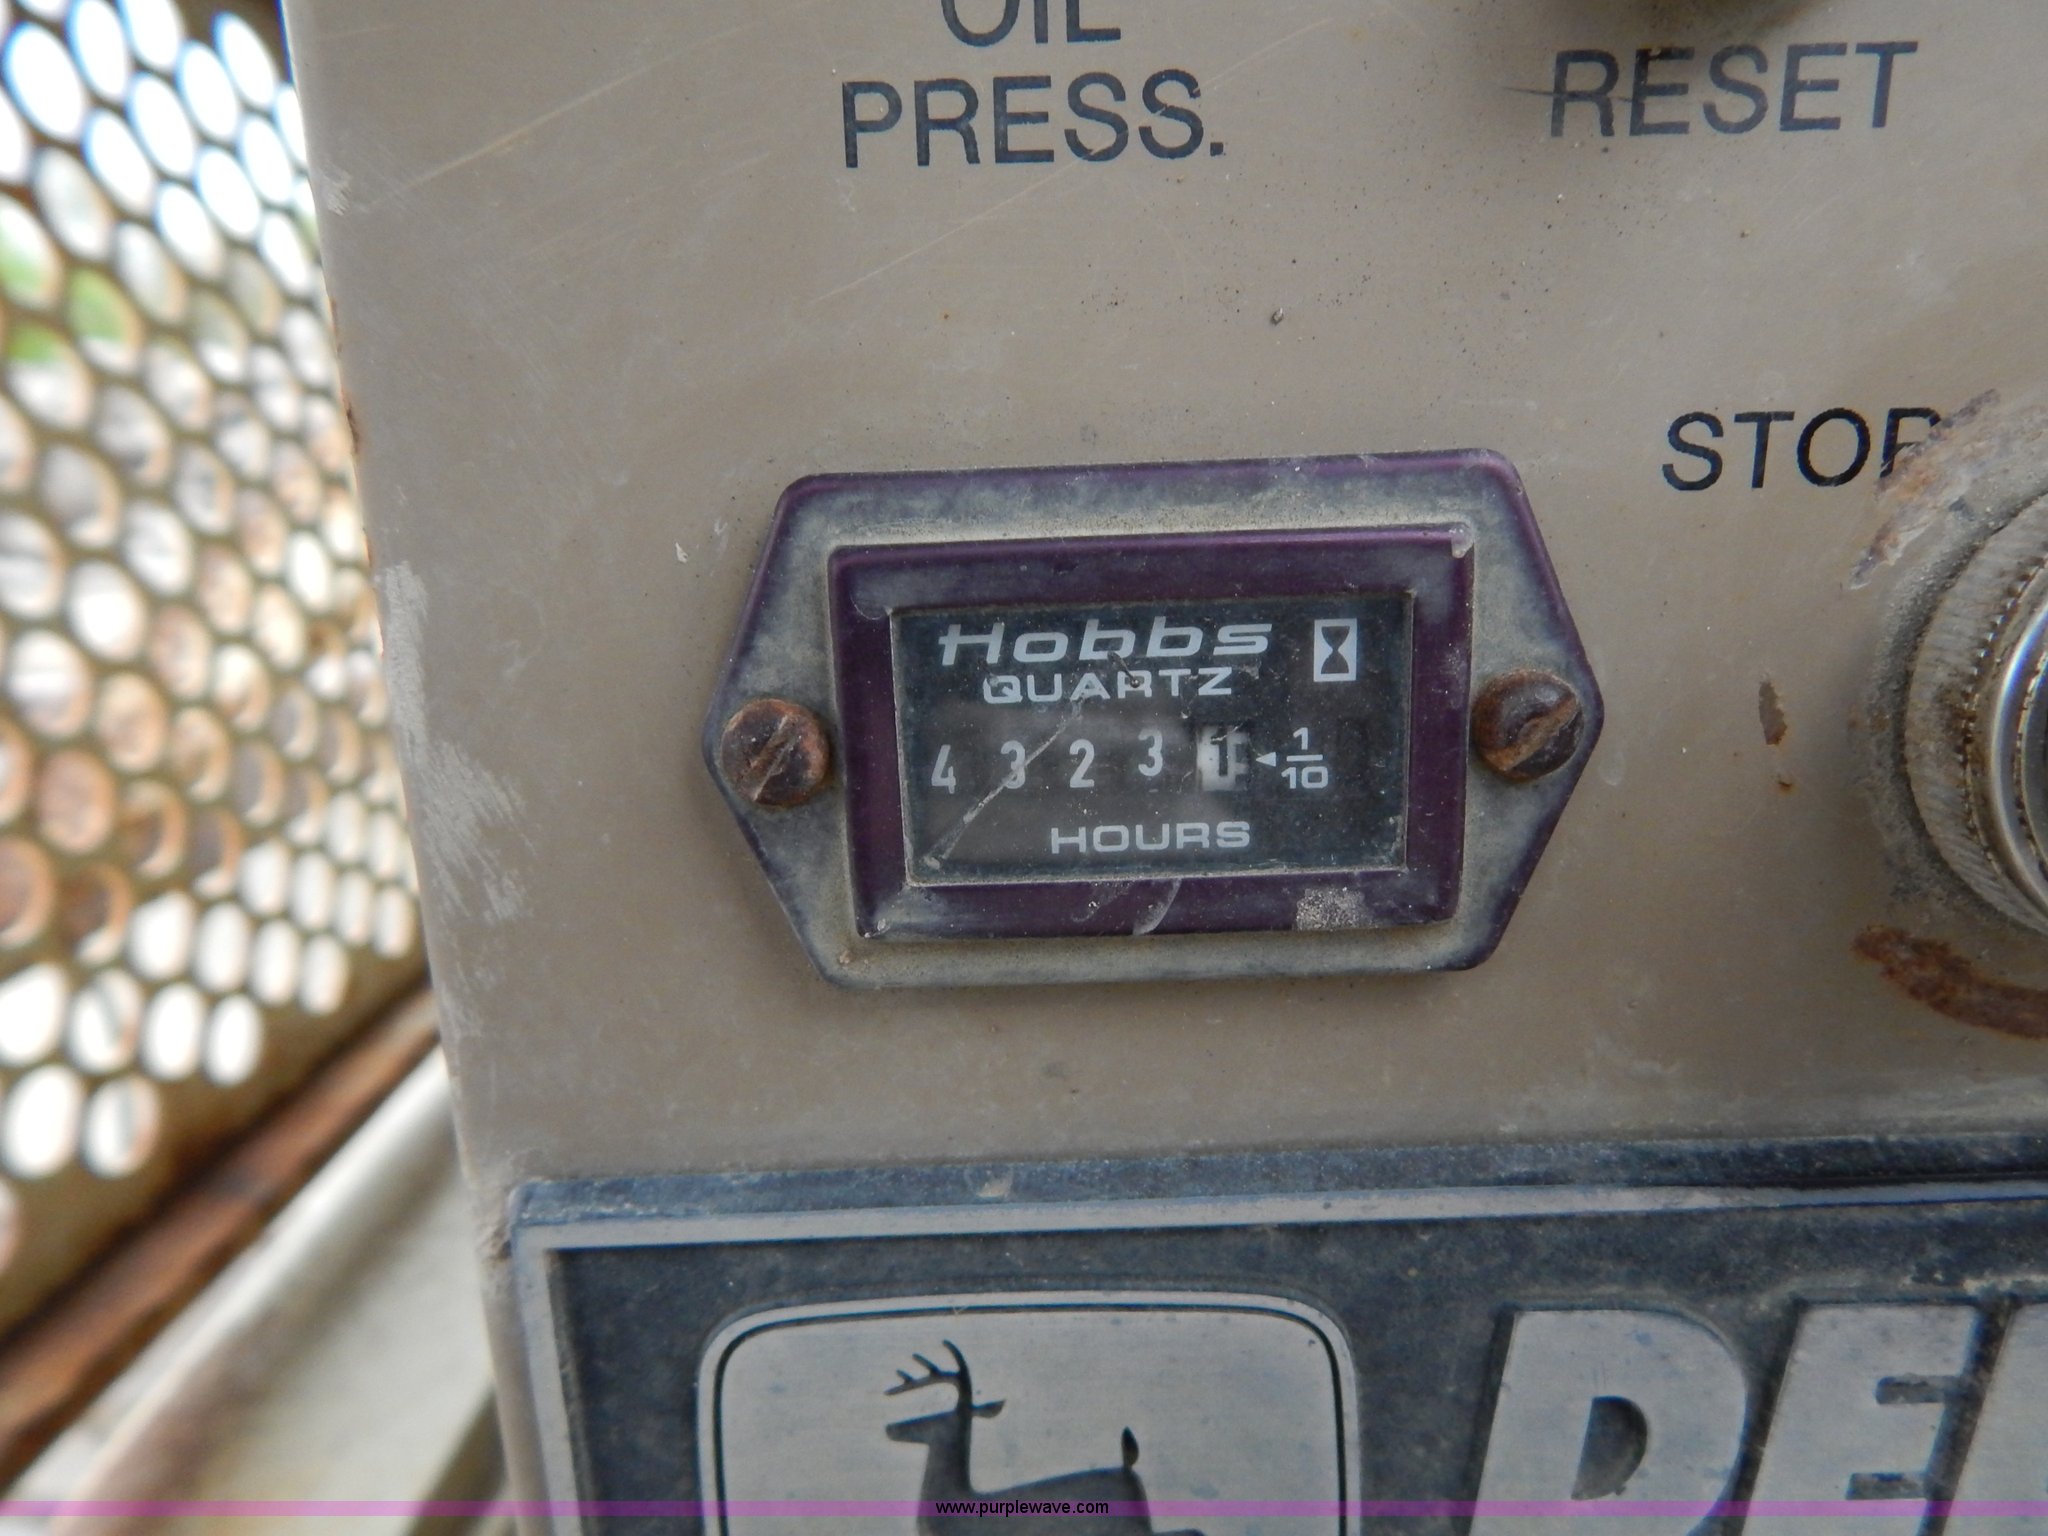 OIL
PRESS.
RESET
STOP
Hobbs
QUARTZ
4 3 2 3 1 ◄ 1/10
HOURS
www.purplewave.com